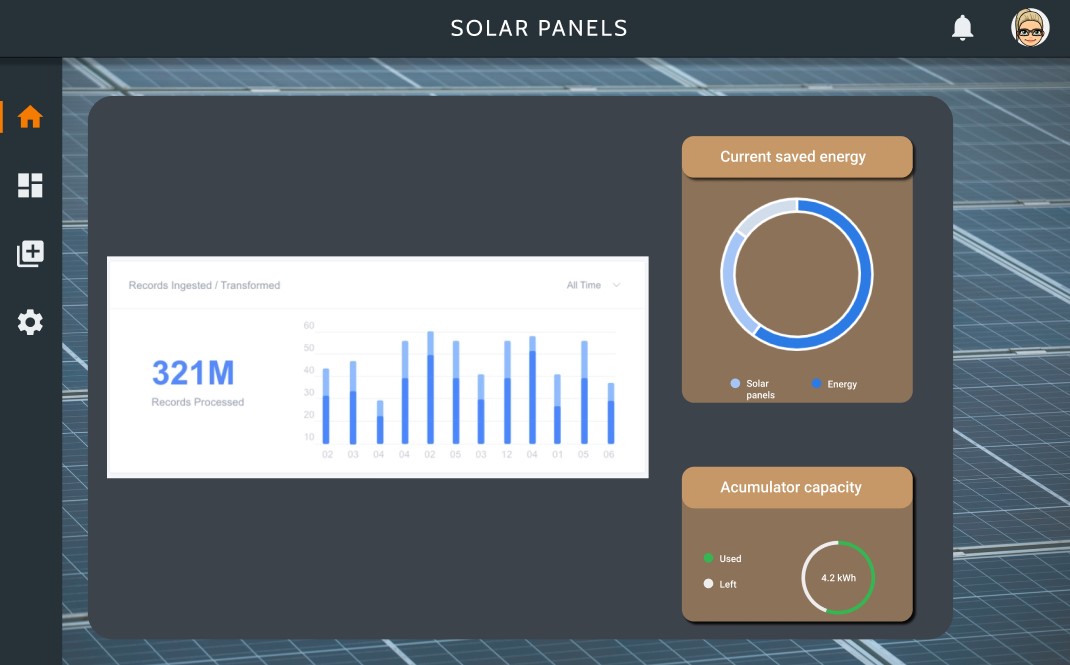 SOLAR PANELS
Records Ingested / Transformed
All Time
321M
Records Processed
60
50
40
30
20
10
02 03 04 04 02 05 03 12 04 01 05 06
Current saved energy
Solar
panels
Energy
Acumulator capacity
Used
Left
4.2 kWh